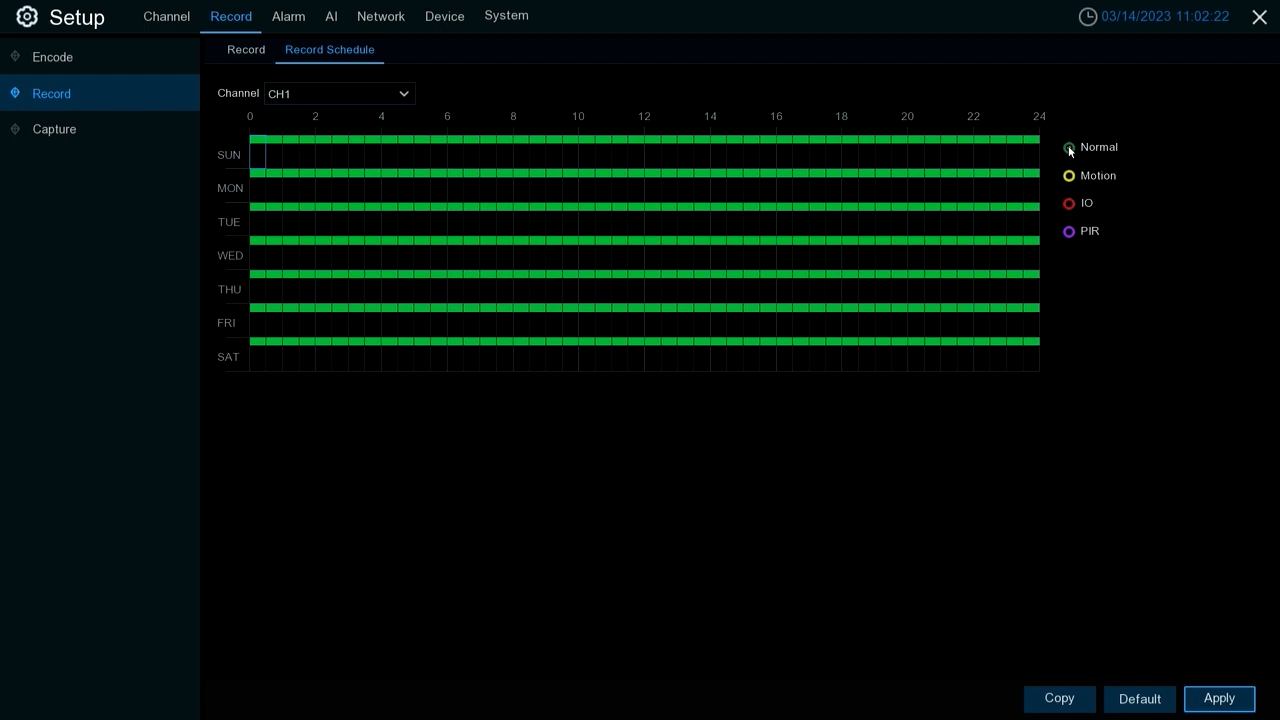 Setup Channel Record Alarm AI Network Device System 03/14/2023 11:02:22
Encode
Record
Capture
Record Record Schedule
Channel CH1
0 2 4 6 8 10 12 14 16 18 20 22 24
SUN
MON
TUE
WED
THU
FRI
SAT
Normal
Motion
IO
PIR
Copy Default Apply